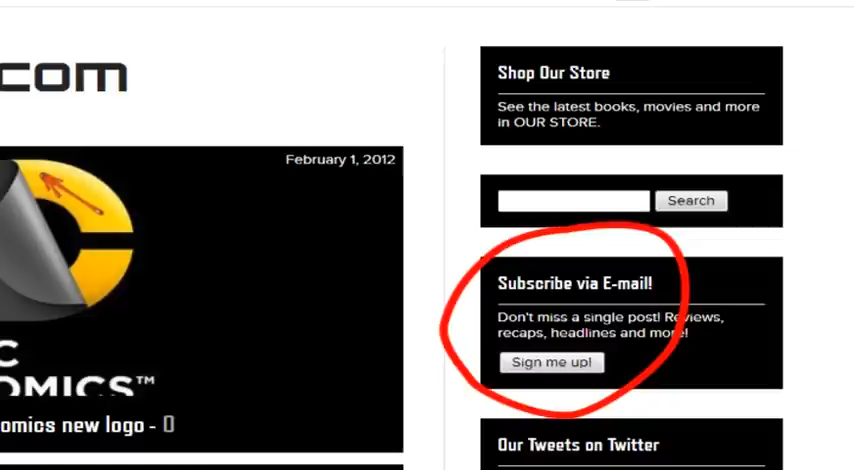 com
February 1, 2012
C
OMICS™
omics new logo - 0
Shop Our Store
See the latest books, movies and more
in OUR STORE.
Search
Subscribe via E-mail!
Don't miss a single post! Reviews,
recaps, headlines and more!
Sign me up!
Our Tweets on Twitter